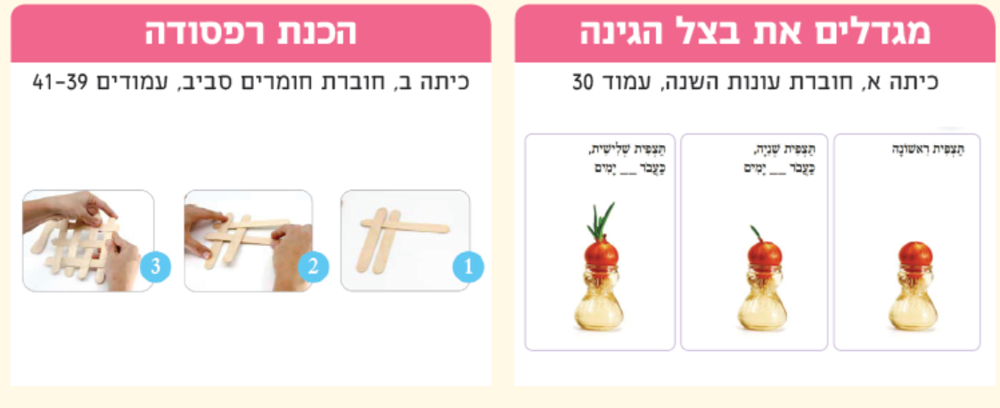 מגדלים את בצל הגינה
כיתה א, חוברת עונות השנה, עמוד 30
תַּצְפִּית רִאשׁוֹנָה
תַּצְפִּית שְׁנִיָּה,
כַּעֲבֹר __ יָמִים
תַּצְפִּית שְׁלִישִׁית,
כַּעֲבֹר __ יָמִים
הכנת רפסודה
כיתה ב, חוברת חומרים סביב, עמודים 39–41
1
2
3